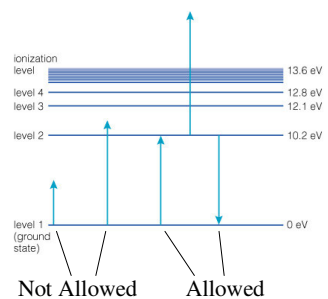 ionization
level
13.6 eV
level 4
12.8 eV
level 3
12.1 eV
level 2
10.2 eV
level 1
(ground
state)
0 eV
Not Allowed
Allowed